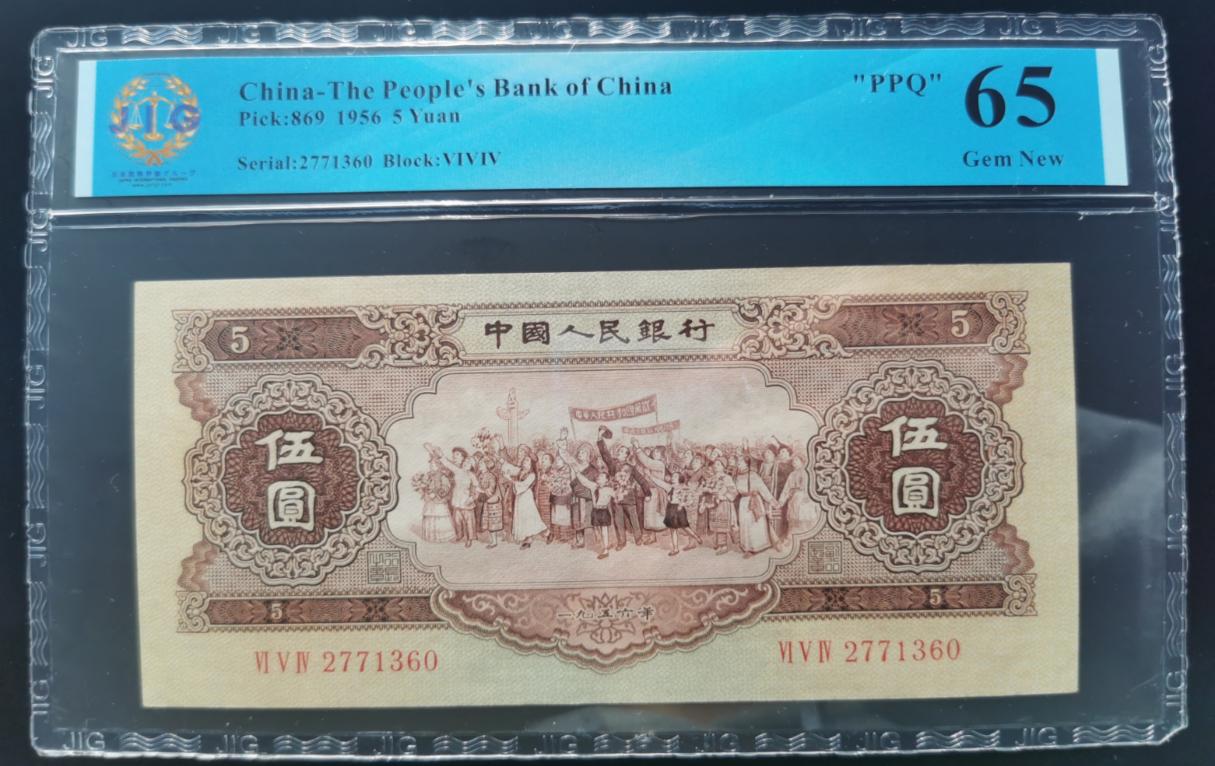 China-The People's Bank of China
Pick:869 1956 5 Yuan
Serial:2771360 Block:VIVIV
"PPQ"
65
Gem New
JIG
中國人民銀行
5
5
伍圓
伍圓
5
一九五六年
5
VI V IV 2771360
VI V IV 2771360